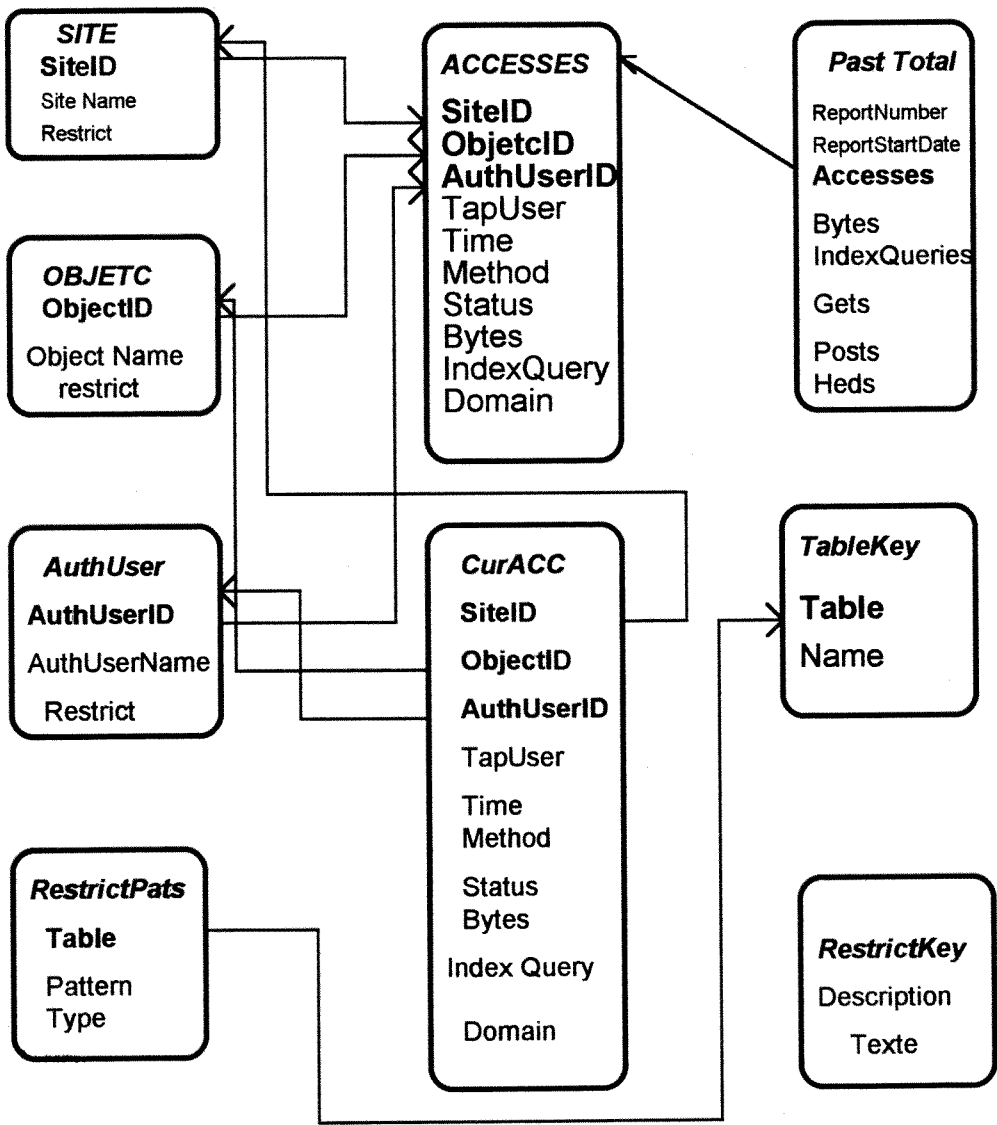 SITE
SiteID
Site Name
Restrict
OBJETC
ObjectID
Object Name
restrict
AuthUser
AuthUserID
AuthUserName
Restrict
RestrictPats
Table
Pattern
Type
ACCESSES
SiteID
ObjetcID
AuthUserID
TapUser
Time
Method
Status
Bytes
IndexQuery
Domain
CurACC
SiteID
ObjectID
AuthUserID
TapUser
Time
Method
Status
Bytes
Index Query
Domain
Past Total
ReportNumber
ReportStartDate
Accesses
Bytes
IndexQueries
Gets
Posts
Heds
TableKey
Table
Name
RestrictKey
Description
Texte